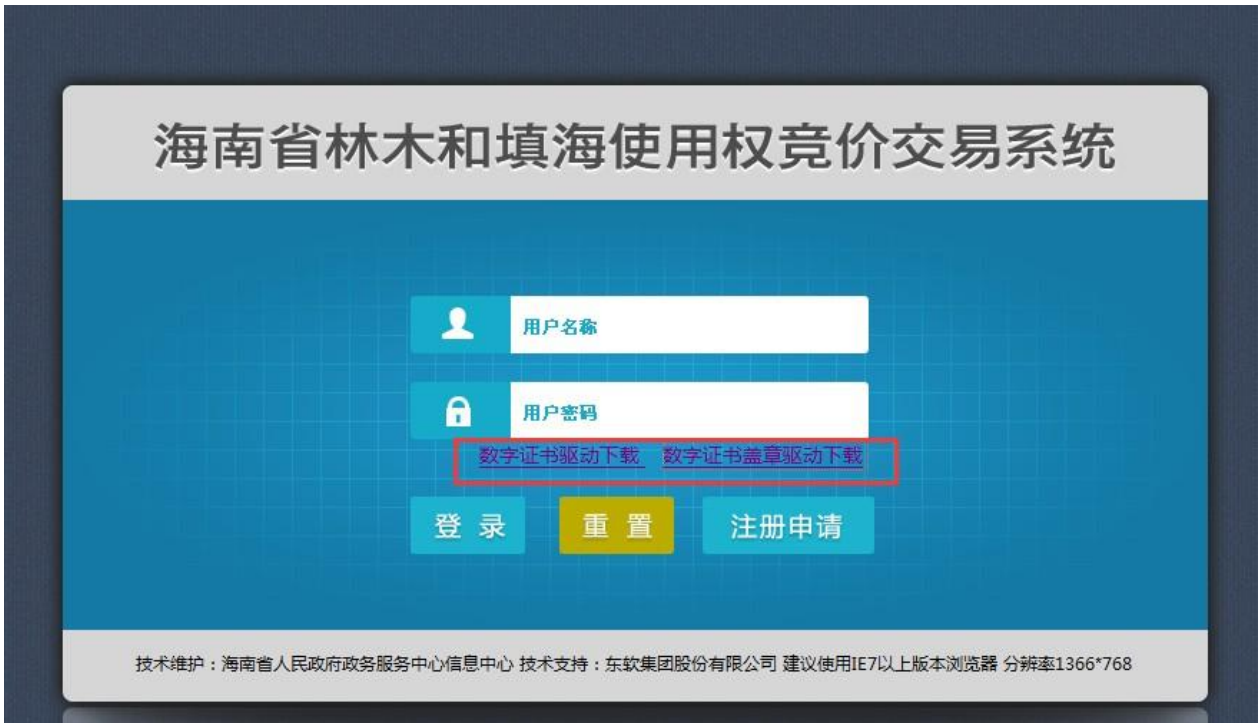 海南省林木和填海使用权竞价交易系统
用户名称
用户密码
数字证书驱动下载 数字证书盖章驱动下载
登 录 重 置 注册申请
技术维护：海南省人民政府政务服务中心信息中心 技术支持：东软集团股份有限公司 建议使用IE7以上版本浏览器 分辨率1366*768